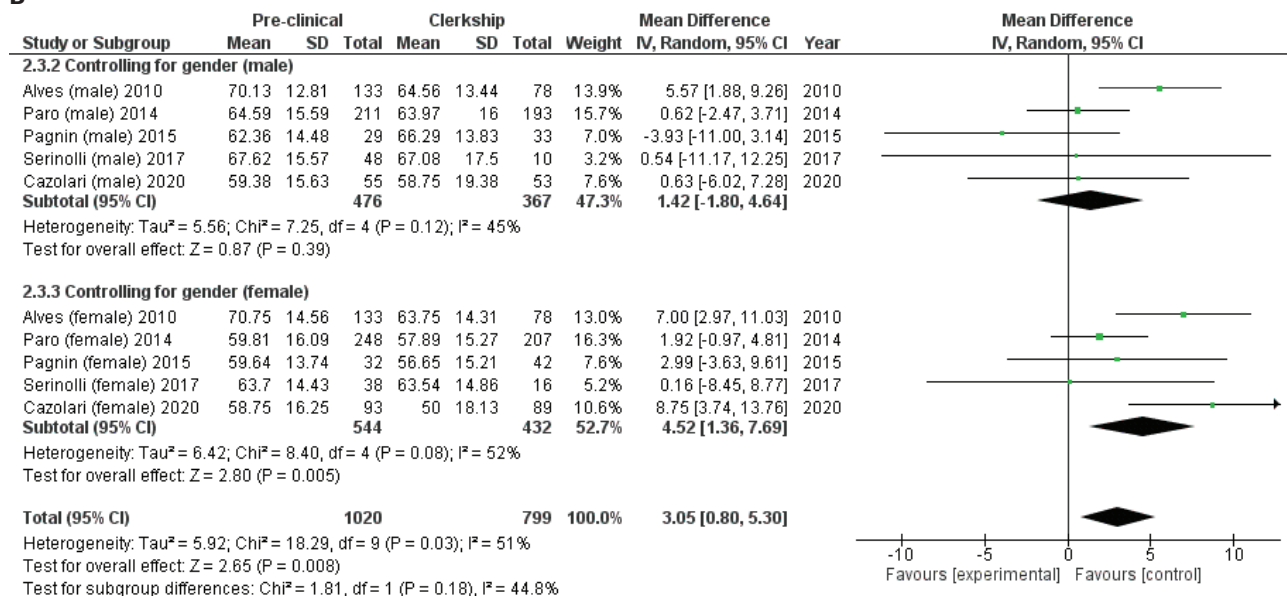 Pre-clinical Clerkship Mean Difference Mean Difference
Study or Subgroup Mean SD Total Mean SD Total Weight IV, Random, 95% CI Year IV, Random, 95% CI
2.3.2 Controlling for gender (male)
Alves (male) 2010 70.13 12.81 133 64.56 13.44 78 13.9% 5.57 [1.88, 9.26] 2010
Paro (male) 2014 64.59 15.59 211 63.97 16 193 15.7% 0.62 [-2.47, 3.71] 2014
Pagnin (male) 2015 62.36 14.48 29 66.29 13.83 33 7.0% -3.93 [-11.00, 3.14] 2015
Serinolli (male) 2017 67.62 15.57 48 67.08 17.5 10 3.2% 0.54 [-11.17, 12.25] 2017
Cazolari (male) 2020 59.38 15.63 55 58.75 19.38 53 7.6% 0.63 [-6.02, 7.28] 2020
Subtotal (95% CI) 476 367 47.3% 1.42 [-1.80, 4.64]
Heterogeneity: Tau² = 5.56; Chi² = 7.25, df = 4 (P = 0.12); I² = 45%
Test for overall effect: Z = 0.87 (P = 0.39)
2.3.3 Controlling for gender (female)
Alves (female) 2010 70.75 14.56 133 63.75 14.31 78 13.0% 7.00 [2.97, 11.03] 2010
Paro (female) 2014 59.81 16.09 248 57.89 15.27 207 16.3% 1.92 [-0.97, 4.81] 2014
Pagnin (female) 2015 59.64 13.74 32 56.65 15.21 42 7.6% 2.99 [-3.63, 9.61] 2015
Serinolli (female) 2017 63.7 14.43 38 63.54 14.86 16 5.2% 0.16 [-8.45, 8.77] 2017
Cazolari (female) 2020 58.75 16.25 93 50 18.13 89 10.6% 8.75 [3.74, 13.76] 2020
Subtotal (95% CI) 544 432 52.7% 4.52 [1.36, 7.69]
Heterogeneity: Tau² = 6.42; Chi² = 8.40, df = 4 (P = 0.08); I² = 52%
Test for overall effect: Z = 2.80 (P = 0.005)
Total (95% CI) 1020 799 100.0% 3.05 [0.80, 5.30]
Heterogeneity: Tau² = 5.92; Chi² = 18.29, df = 9 (P = 0.03); I² = 51%
Test for overall effect: Z = 2.65 (P = 0.008)
Test for subgroup differences: Chi² = 1.81, df = 1 (P = 0.18), I² = 44.8%
-10 -5 0 5 10
Favours [experimental] Favours [control]